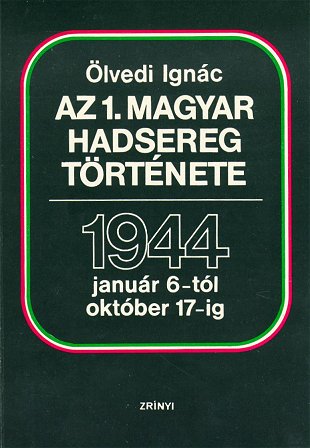 Ölvedi Ignác
AZ 1. MAGYAR
HADSEREG
TÖRTÉNETE
1944
január 6-tól
október 17-ig
ZRÍNYI